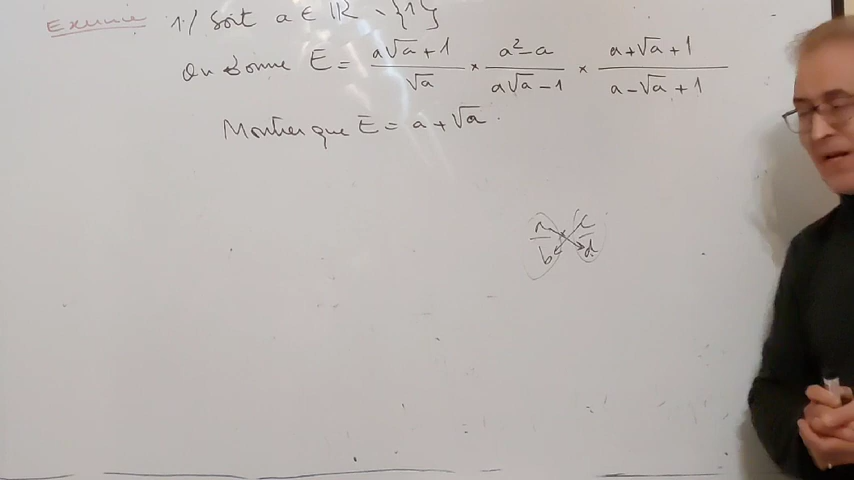 Exercice 1./ Soit a ∈ ℝ \ {1}
On donne E = (a√a + 1)/√a × (a² - a)/(a√a - 1) × (a + √a + 1)/(a - √a + 1)
Montrer que E = a + √a .
a/b c/d